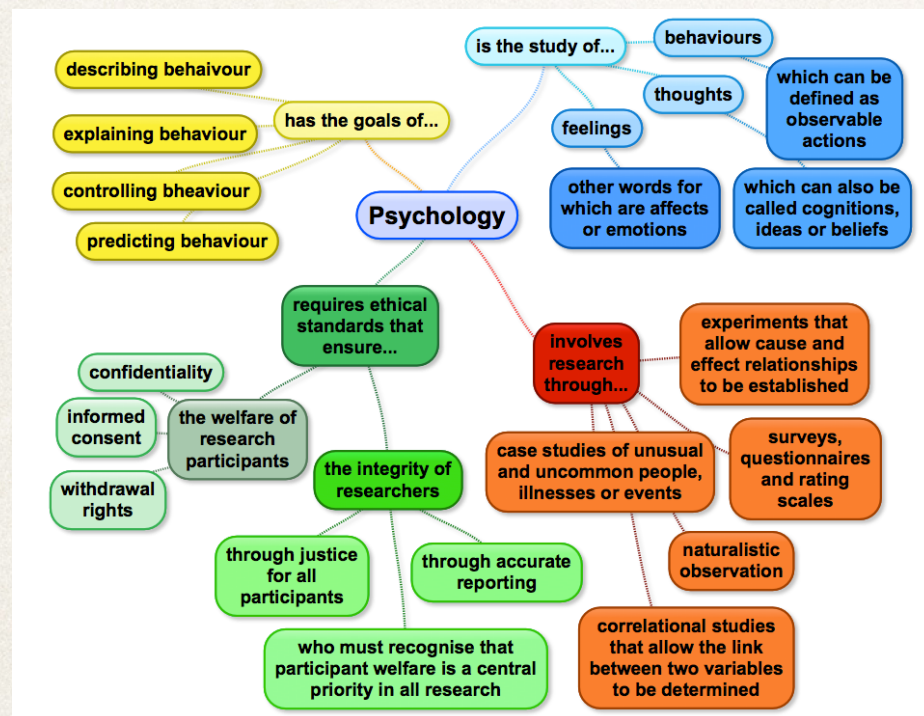 Psychology
has the goals of...
describing behaivour
explaining behaviour
controlling bheaviour
predicting behaviour
is the study of...
behaviours
which can be
defined as
observable
actions
thoughts
which can also be
called cognitions,
ideas or beliefs
feelings
other words for
which are affects
or emotions
requires ethical
standards that
ensure...
the welfare of
research
participants
confidentiality
informed
consent
withdrawal
rights
the integrity of
researchers
through justice
for all
participants
through accurate
reporting
who must recognise that
participant welfare is a central
priority in all research
involves
research
through...
experiments that
allow cause and
effect relationships
to be established
surveys,
questionnaires
and rating
scales
case studies of unusual
and uncommon people,
illnesses or events
naturalistic
observation
correlational studies
that allow the link
between two variables
to be determined